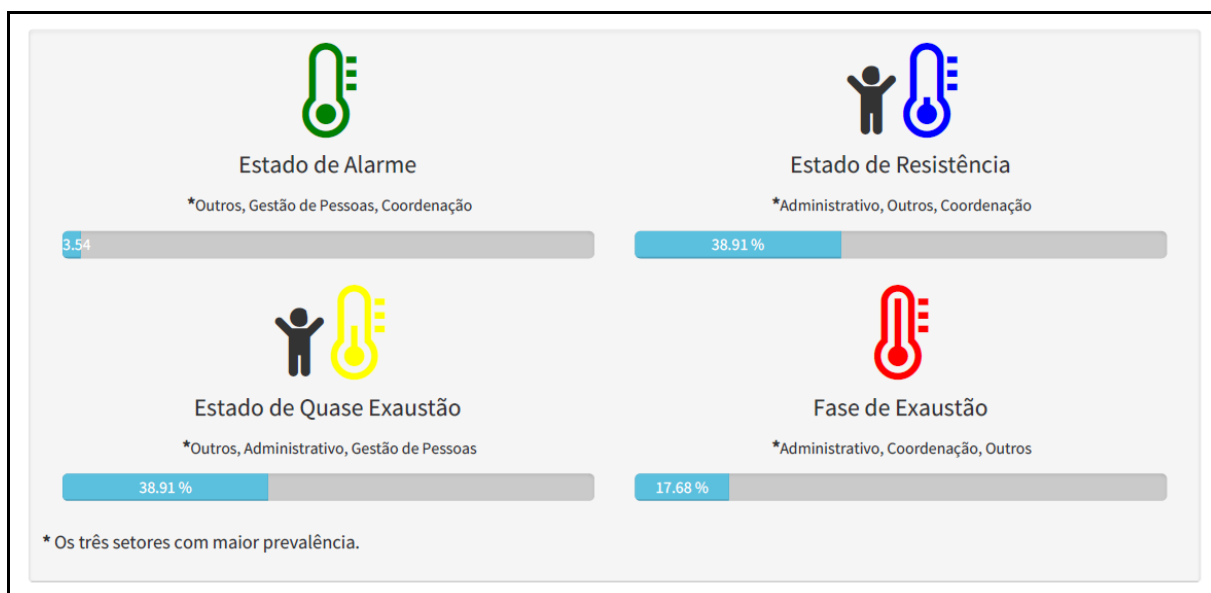 Estado de Alarme
*Outros, Gestão de Pessoas, Coordenação
3.54
Estado de Resistência
*Administrativo, Outros, Coordenação
38.91 %
Estado de Quase Exaustão
*Outros, Administrativo, Gestão de Pessoas
38.91 %
Fase de Exaustão
*Administrativo, Coordenação, Outros
17.68 %
* Os três setores com maior prevalência.